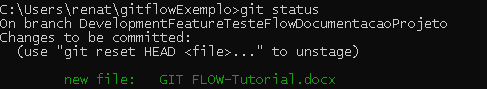 C:\Users\renat\gitflowExemplo>git status
On branch DevelopmentFeatureTesteFlowDocumentacaoProjeto
Changes to be committed:
(use "git reset HEAD <file>..." to unstage)
new file:   GIT FLOW-Tutorial.docx